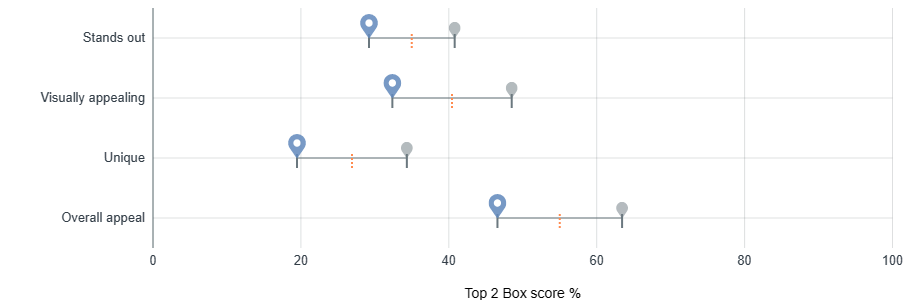 Stands out
Visually appealing
Unique
Overall appeal
0 20 40 60 80 100
Top 2 Box score %